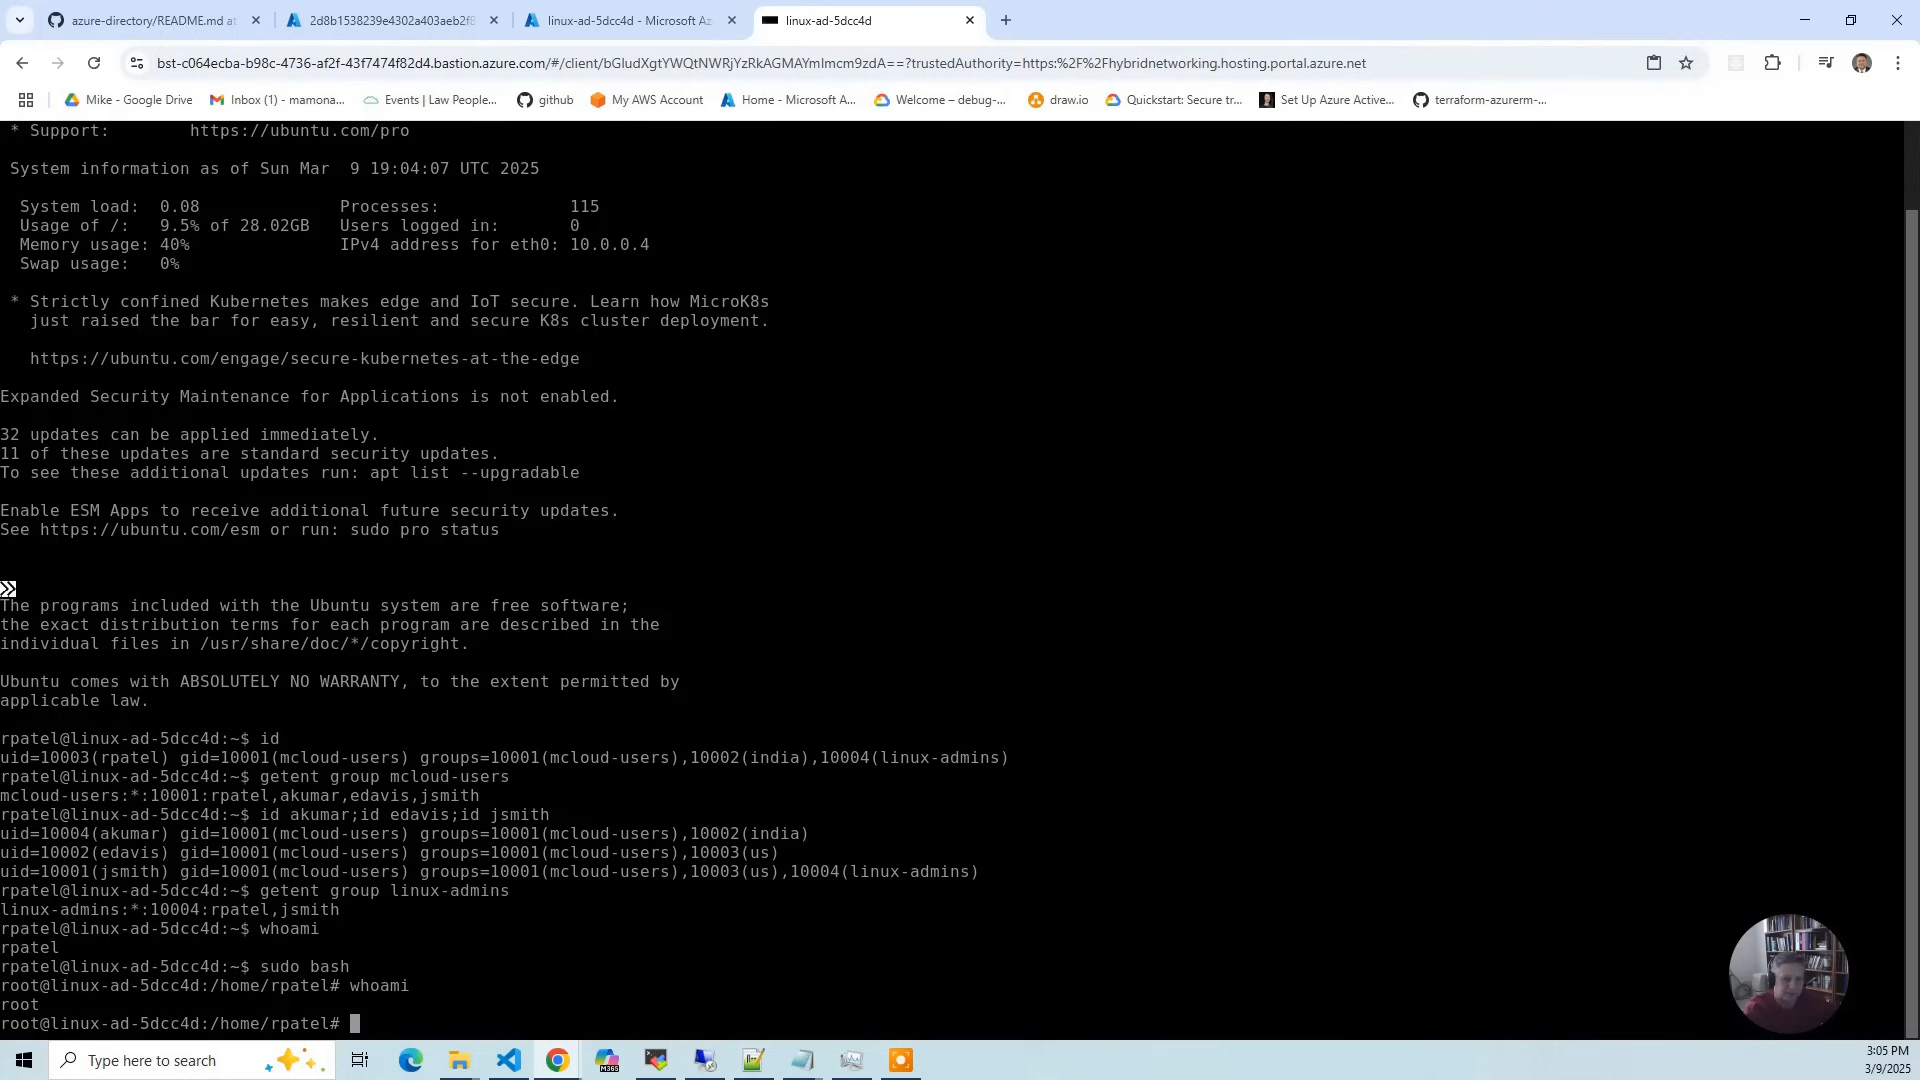 azure-directory/README.md at
2d8b1538239e4302a403aeb2f8
linux-ad-5dcc4d - Microsoft Az
linux-ad-5dcc4d
bst-c064ecba-b98c-4736-af2f-43f7474f82d4.bastion.azure.com/#/client/bGludXgtYWQtNWRjYzRkAGMAYmlmcm9zdA==?trustedAuthority=https:%2F%2Fhybridnetworking.hosting.portal.azure.net
Mike - Google Drive
Inbox (1) - mamona...
Events | Law People...
github
My AWS Account
Home - Microsoft A...
Welcome – debug-...
draw.io
Quickstart: Secure tr...
Set Up Azure Active...
terraform-azurerm-...
* Support: https://ubuntu.com/pro
System information as of Sun Mar 9 19:04:07 UTC 2025
System load: 0.08 Processes: 115
Usage of /: 9.5% of 28.02GB Users logged in: 0
Memory usage: 40% IPv4 address for eth0: 10.0.0.4
Swap usage: 0%
* Strictly confined Kubernetes makes edge and IoT secure. Learn how MicroK8s
just raised the bar for easy, resilient and secure K8s cluster deployment.
https://ubuntu.com/engage/secure-kubernetes-at-the-edge
Expanded Security Maintenance for Applications is not enabled.
32 updates can be applied immediately.
11 of these updates are standard security updates.
To see these additional updates run: apt list --upgradable
Enable ESM Apps to receive additional future security updates.
See https://ubuntu.com/esm or run: sudo pro status
The programs included with the Ubuntu system are free software;
the exact distribution terms for each program are described in the
individual files in /usr/share/doc/*/copyright.
Ubuntu comes with ABSOLUTELY NO WARRANTY, to the extent permitted by
applicable law.
rpatel@linux-ad-5dcc4d:~$ id
uid=10003(rpatel) gid=10001(mcloud-users) groups=10001(mcloud-users),10002(india),10004(linux-admins)
rpatel@linux-ad-5dcc4d:~$ getent group mcloud-users
mcloud-users:*:10001:rpatel,akumar,edavis,jsmith
rpatel@linux-ad-5dcc4d:~$ id akumar;id edavis;id jsmith
uid=10004(akumar) gid=10001(mcloud-users) groups=10001(mcloud-users),10002(india)
uid=10002(edavis) gid=10001(mcloud-users) groups=10001(mcloud-users),10003(us)
uid=10001(jsmith) gid=10001(mcloud-users) groups=10001(mcloud-users),10003(us),10004(linux-admins)
rpatel@linux-ad-5dcc4d:~$ getent group linux-admins
linux-admins:*:10004:rpatel,jsmith
rpatel@linux-ad-5dcc4d:~$ whoami
rpatel
rpatel@linux-ad-5dcc4d:~$ sudo bash
root@linux-ad-5dcc4d:/home/rpatel# whoami
root
root@linux-ad-5dcc4d:/home/rpatel#
Type here to search
M365
3:05 PM
3/9/2025